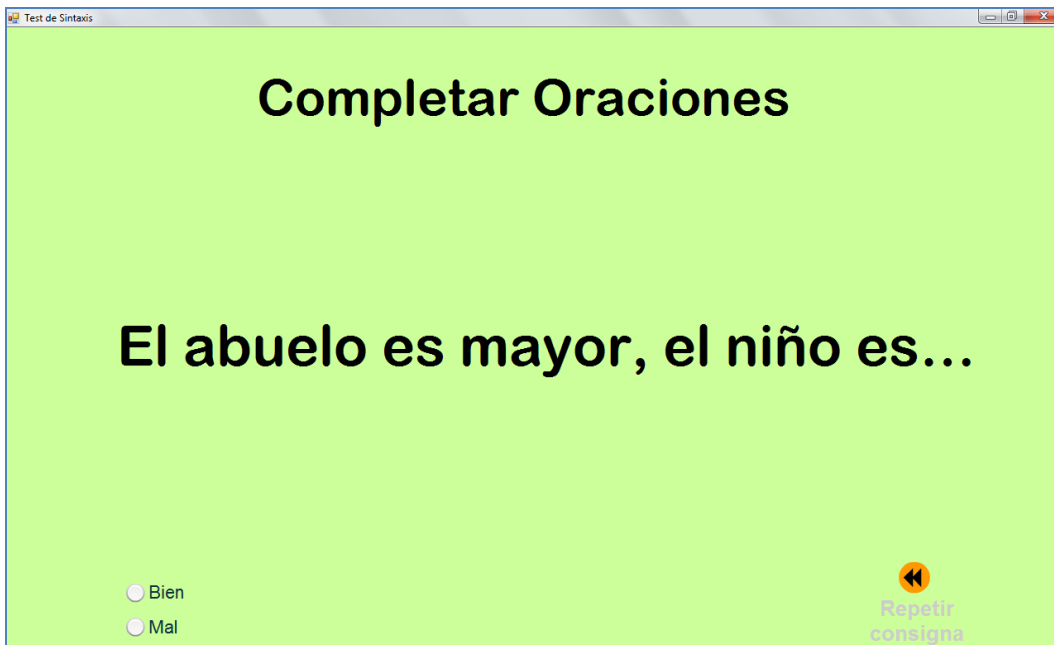 Test de Sintaxis
Completar Oraciones
El abuelo es mayor, el niño es...
Bien
Mal
Repetir
consigna